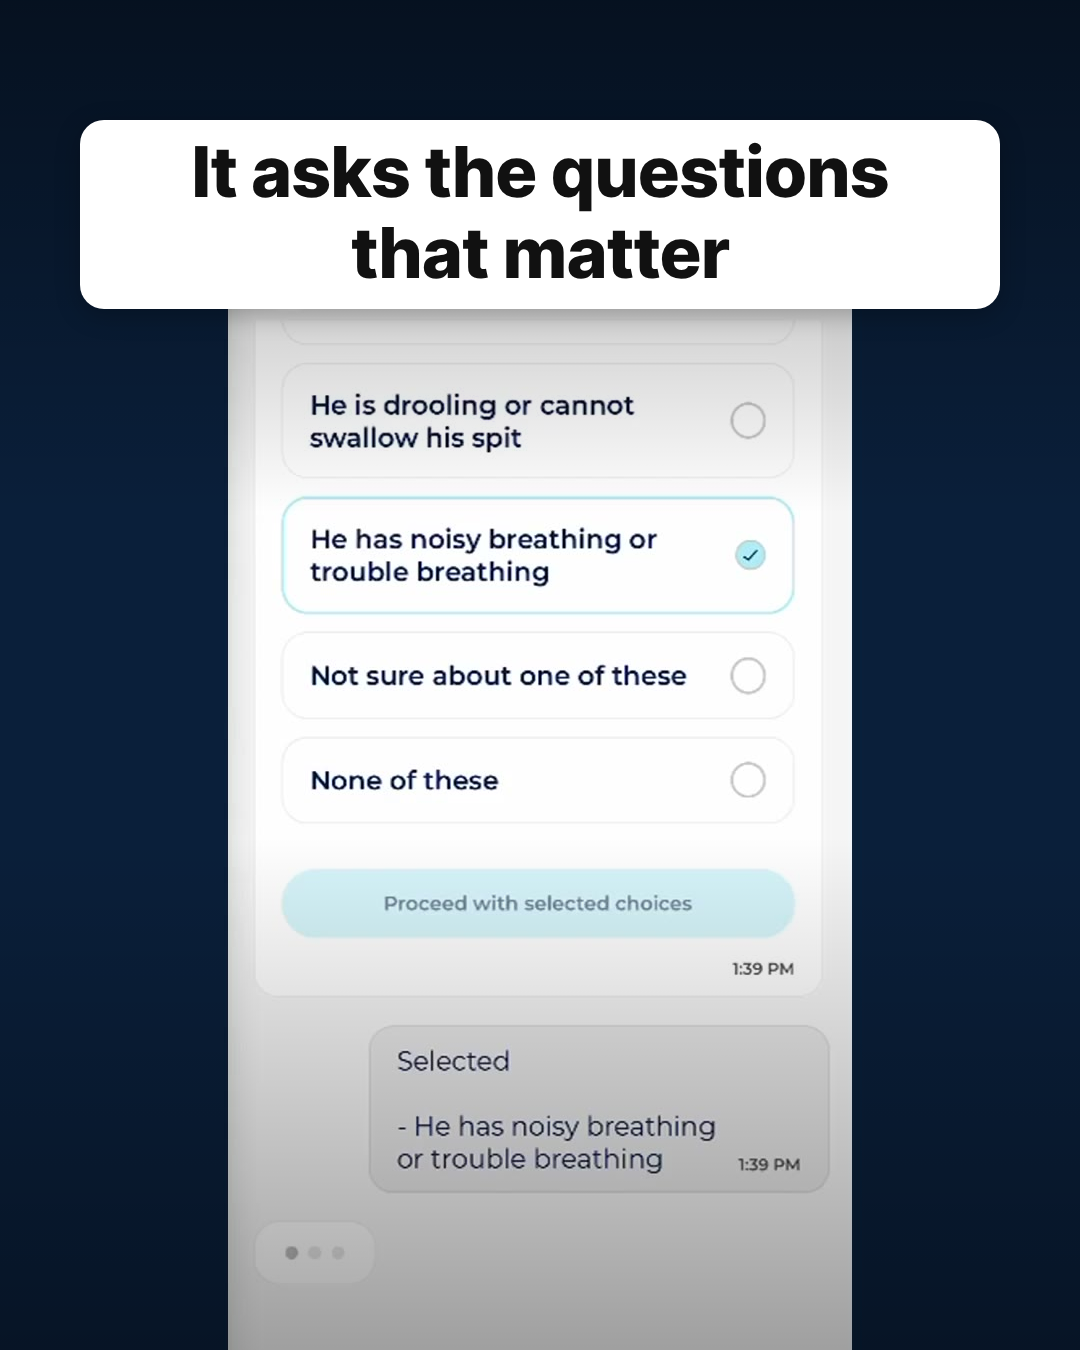 It asks the questions
that matter
He is drooling or cannot
swallow his spit
He has noisy breathing or
trouble breathing
Not sure about one of these
None of these
Proceed with selected choices
1:39 PM
Selected
- He has noisy breathing
or trouble breathing
1:39 PM